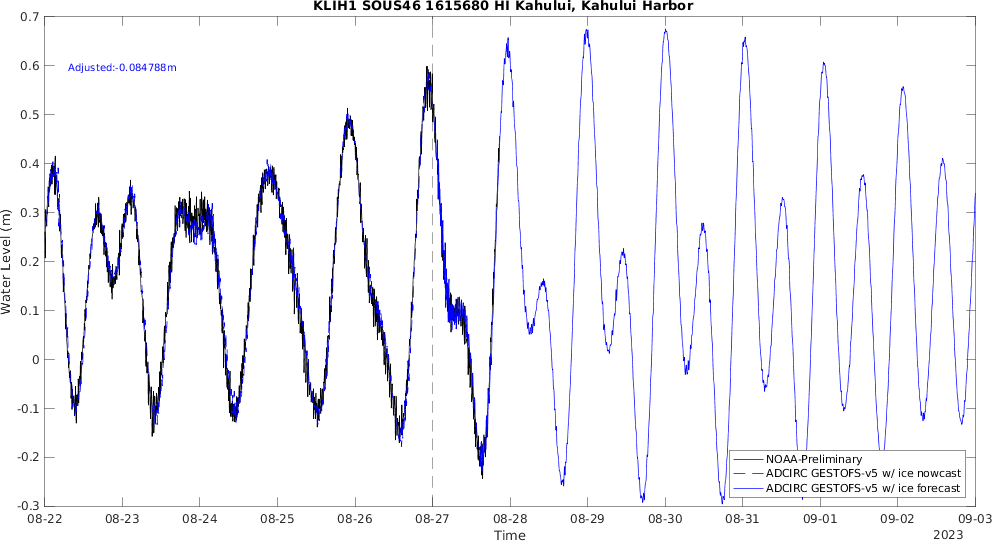 KLIH1 SOUS46 1615680 HI Kahului, Kahului Harbor
0.7
0.6
0.5
0.4
0.3
0.2
0.1
0
-0.1
-0.2
-0.3
Water Level (m)
Adjusted:-0.084788m
NOAA-Preliminary
ADCIRC GESTOFS-v5 w/ ice nowcast
ADCIRC GESTOFS-v5 w/ ice forecast
08-22 08-23 08-24 08-25 08-26 08-27 08-28 08-29 08-30 08-31 09-01 09-02 09-03
Time
2023